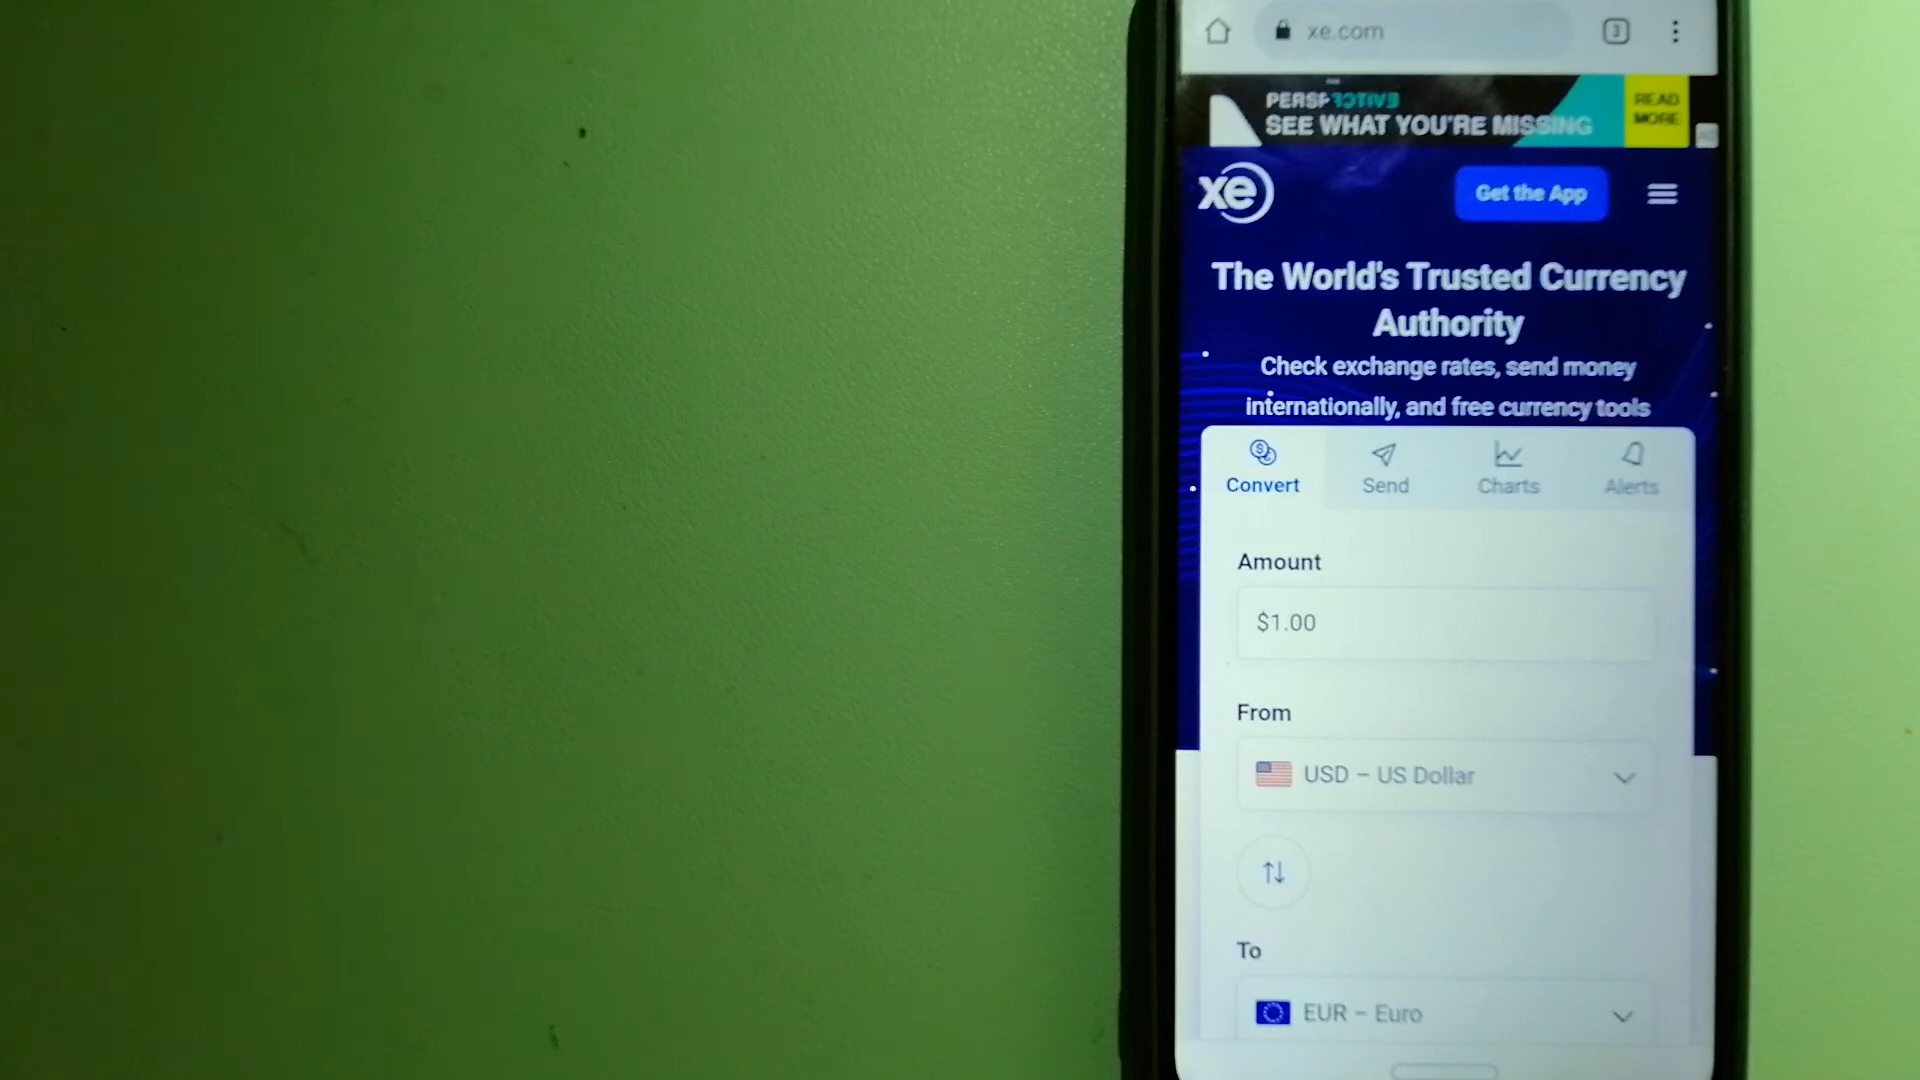 xe.com
3
SEE WHAT YOU'RE MISSING
READ
MORE
xe
Get the App
The World's Trusted Currency
Authority
Check exchange rates, send money
internationally, and free currency tools
Convert
Send
Charts
Alerts
Amount
$1.00
From
USD – US Dollar
To
EUR – Euro